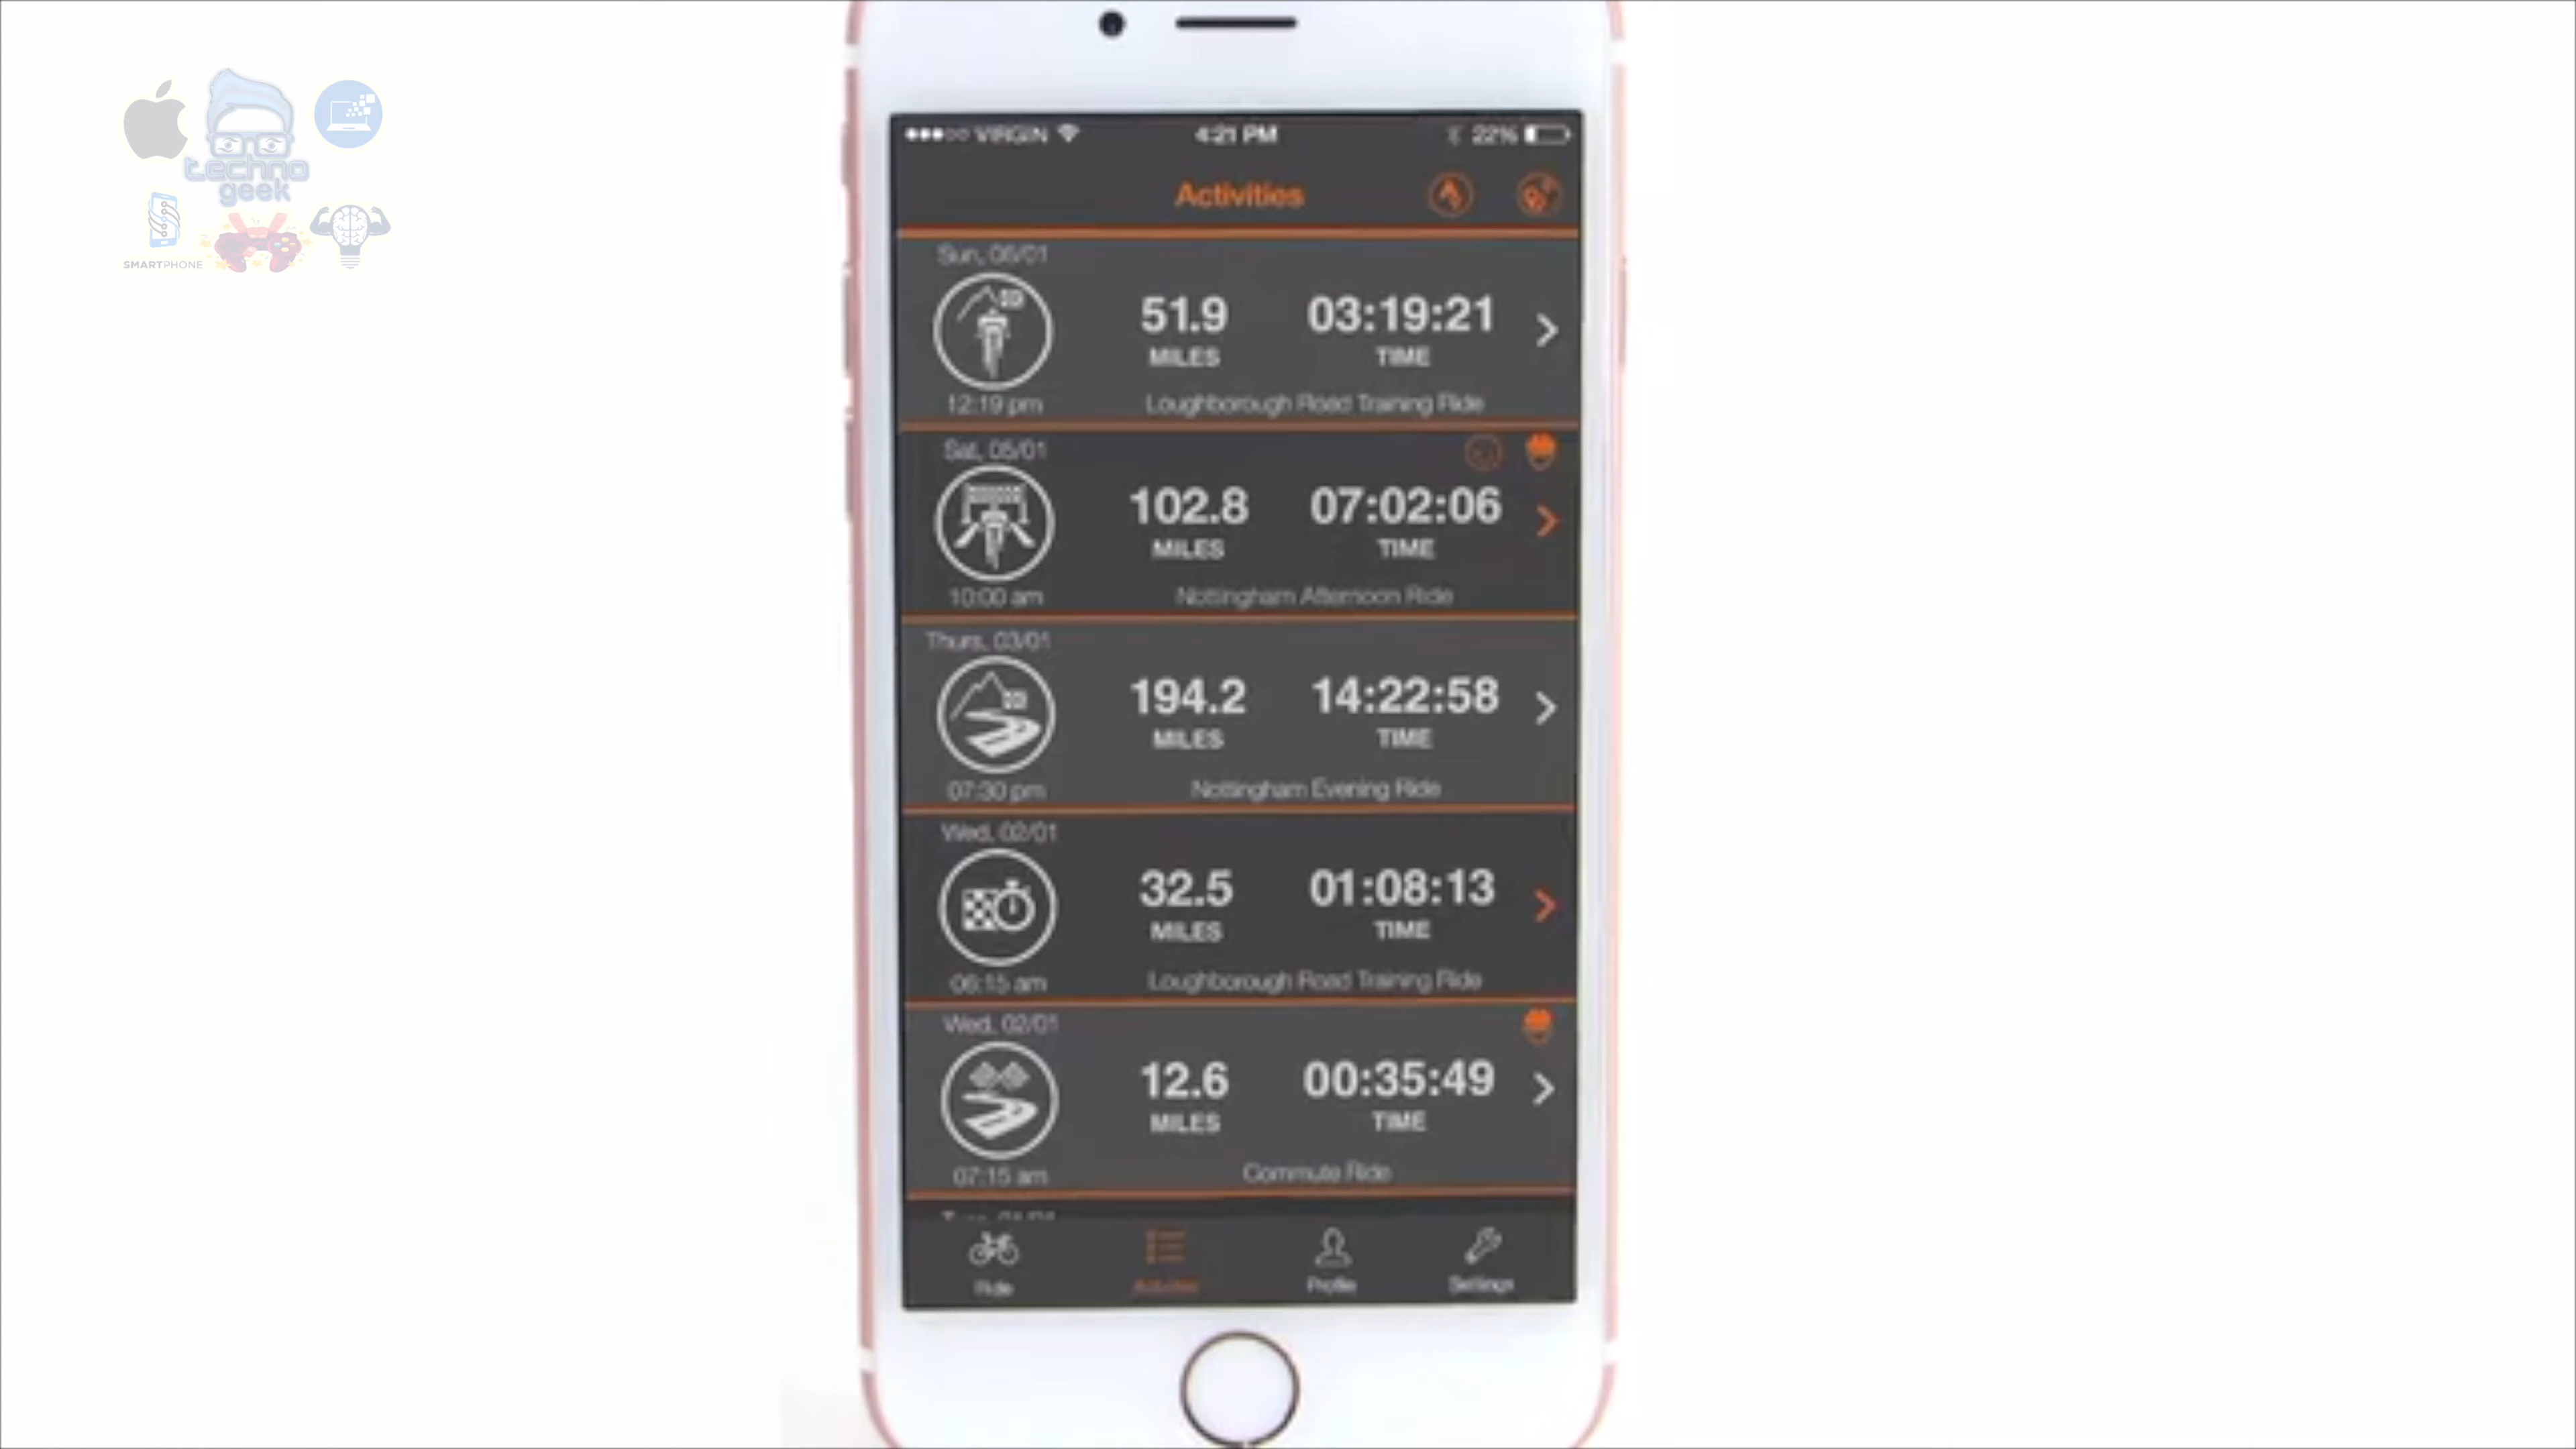 techno
geek
SMARTPHONE
VIRGIN 4:21 PM 22%
Activities
Sun, 06/01
51.9 03:19:21
MILES TIME
12:19 pm Loughborough Road Training Ride
Sat, 05/01
102.8 07:02:06
MILES TIME
10:00 am Nottingham Afternoon Ride
Thurs, 03/01
194.2 14:22:58
MILES TIME
07:30 pm Nottingham Evening Ride
Wed, 02/01
32.5 01:08:13
MILES TIME
06:15 am Loughborough Road Training Ride
Wed, 02/01
12.6 00:35:49
MILES TIME
07:15 am Commute Ride
Ride Activities Profile Settings